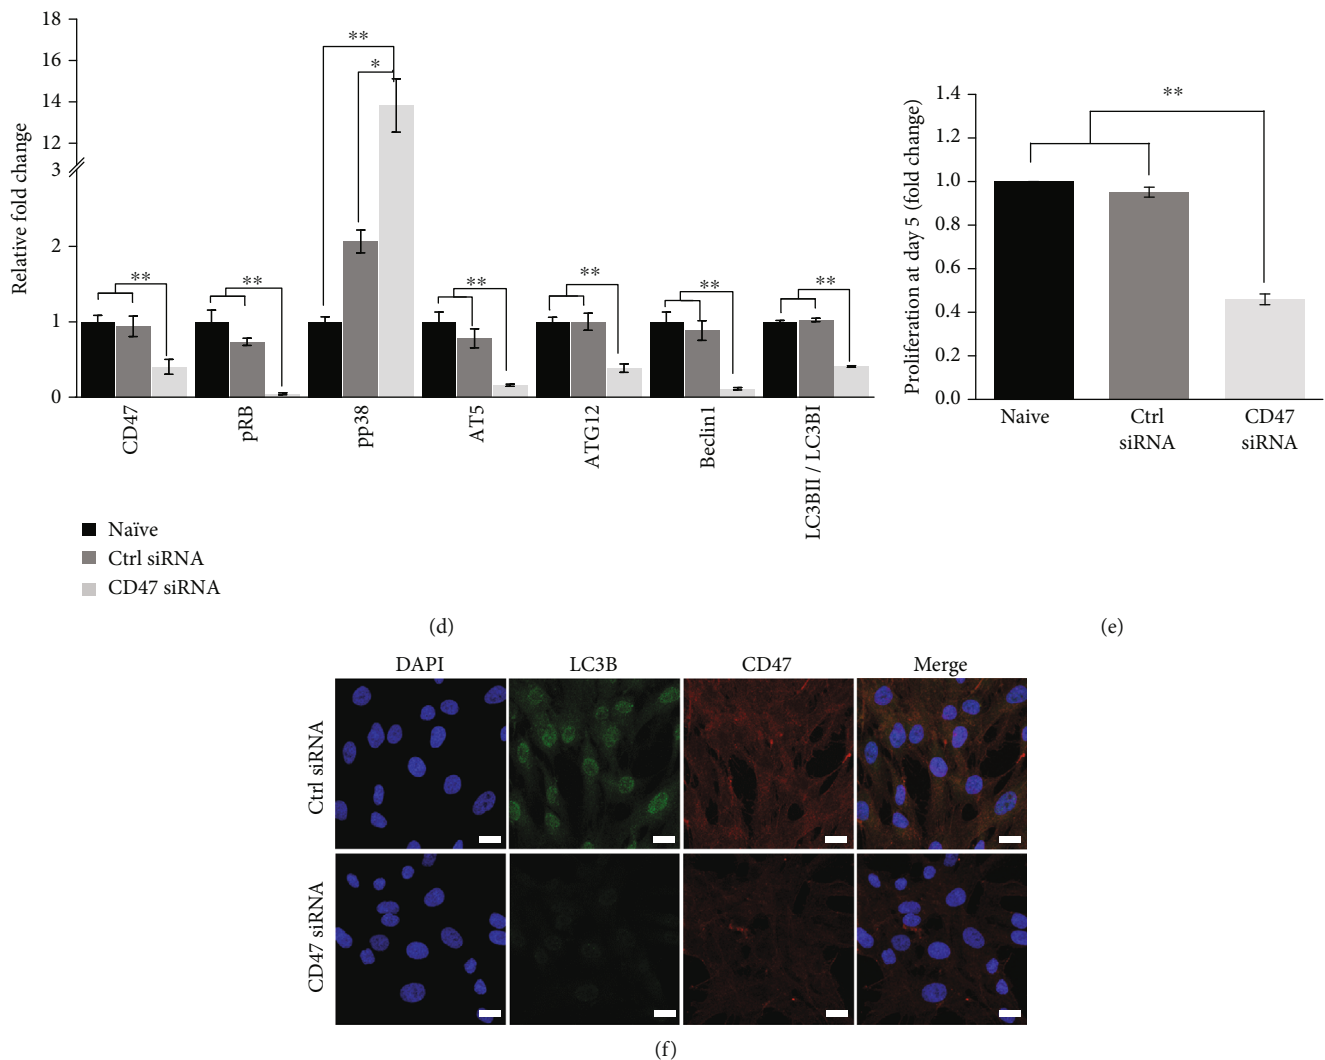 Relative fold change
18
16
14
12
3
2
1
0
**
*
**
**
**
**
**
**
CD47
pRB
pp38
AT5
ATG12
Beclin1
LC3BII / LC3BI
Naïve
Ctrl siRNA
CD47 siRNA
(d)
Proliferation at day 5 (fold change)
1.4
1.2
1.0
0.8
0.6
0.4
0.2
0.0
**
Naive
Ctrl
siRNA
CD47
siRNA
(e)
DAPI
LC3B
CD47
Merge
Ctrl siRNA
CD47 siRNA
(f)